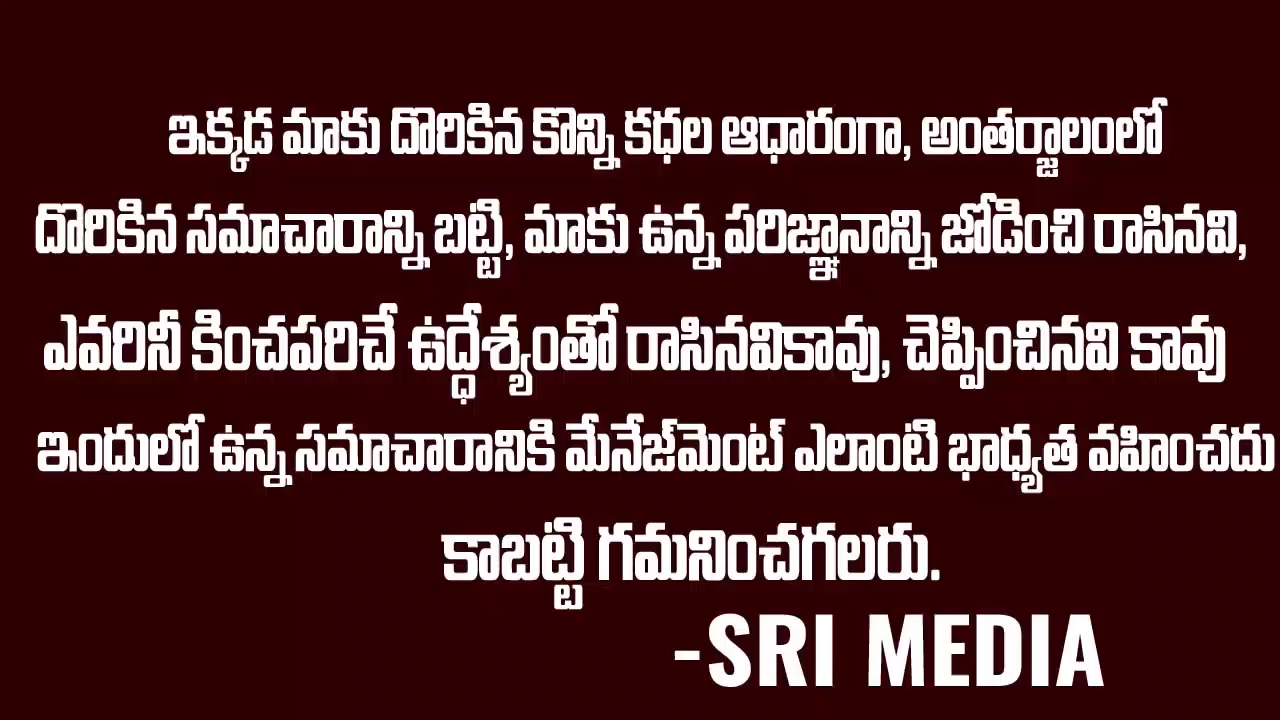 ఇక్కడ మాకు దొరికిన కొన్ని కధల ఆధారంగా, అంతర్జాలంలో
దొరికిన సమాచారాన్ని బట్టి, మాకు ఉన్న పరిజ్ఞానాన్ని జోడించి రాసినవి,
ఎవరినీ కించపరిచే ఉద్ధేశ్యంతో రాసినవికావు, చెప్పించినవి కావు
ఇందులో ఉన్న సమాచారానికి మేనేజ్‌మెంట్ ఎలాంటి భాధ్యత వహించదు
కాబట్టి గమనించగలరు.
-SRI MEDIA